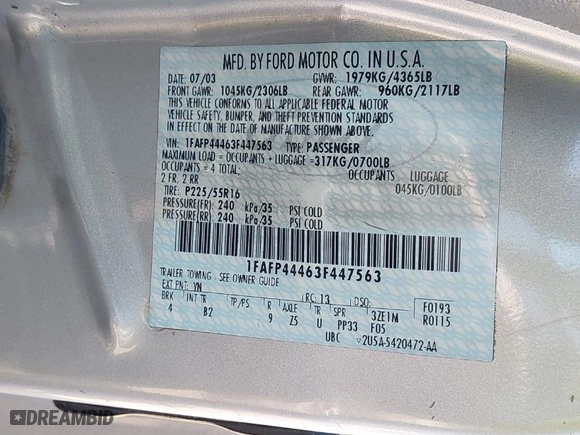 MFD. BY FORD MOTOR CO. IN U.S.A.
DATE: 07/03 GVWR: 1979KG/4365LB
FRONT GAWR: 1045KG/2306LB REAR GAWR: 960KG/2117LB
THIS VEHICLE CONFORMS TO ALL APPLICABLE FEDERAL MOTOR
VEHICLE SAFETY, BUMPER, AND THEFT PREVENTION STANDARDS
IN EFFECT ON THE DATE OF MANUFACTURE SHOWN ABOVE.
VIN: 1FAFP44463F447563 TYPE: PASSENGER
MAXIMUM LOAD = OCCUPANTS + LUGGAGE = 317KG/0700LB
OCCUPANTS = 4 TOTAL: OCCUPANTS LUGGAGE
2 FR, 2 RR 045KG/0100LB
TIRE: P225/55R16
PRESSURE(FR) 240 kPa/35 PSI COLD
PRESSURE(RR) 240 kPa/35 PSI COLD
1FAFP44463F447563
TRAILER TOWING - SEE OWNER GUIDE
EXT PNT: YN RC: 13 DSO: F0193
BRK INT TR TP/PS R AXLE TR SPR 3ZE1M R0115
4 B2 9 Z5 U PP33 F05
UBC 2U5A-5420472-AA
DREAMBID